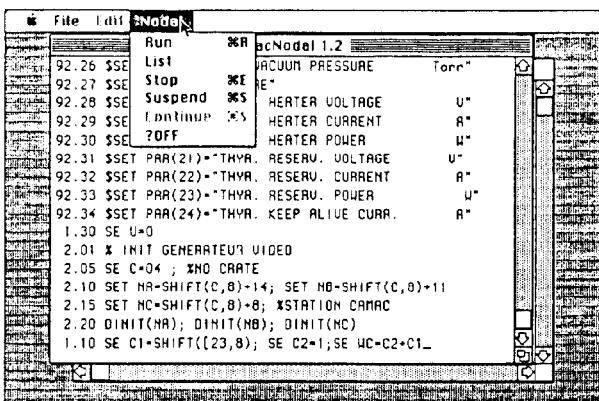 File Edit Nodal
Run ⌘R
List
Stop ⌘E
Suspend ⌘S
Continue ⌘S
?OFF
acNodal 1.2
92.26 $SE VACUUM PRESSURE Torr"
92.27 $SE RE"
92.28 $SE HERTER VOLTAGE V"
92.29 $SE HERTER CURRENT A"
92.30 $SE HERTER POWER W"
92.31 $SET PAR(21)="THYR. RESERV. VOLTAGE V"
92.32 $SET PAR(22)="THYR. RESERV. CURRENT A"
92.33 $SET PAR(23)="THYR. RESERV. POWER W"
92.34 $SET PAR(24)="THYR. KEEP ALIVE CURR. A"
1.30 SE V=0
2.01 % INIT GENERATEUR VIDEO
2.05 SE C=04 ; %NO CRATE
2.10 SET NA=SHIFT(C,8)+14; SET NB=SHIFT(C,8)+11
2.15 SET NC=SHIFT(C,8)+8; %STATION CAMAC
2.20 DINIT(NA); DINIT(NB); DINIT(NC)
1.10 SE C1=SHIFT([23,8); SE C2=1;SE WC=C2+C1_